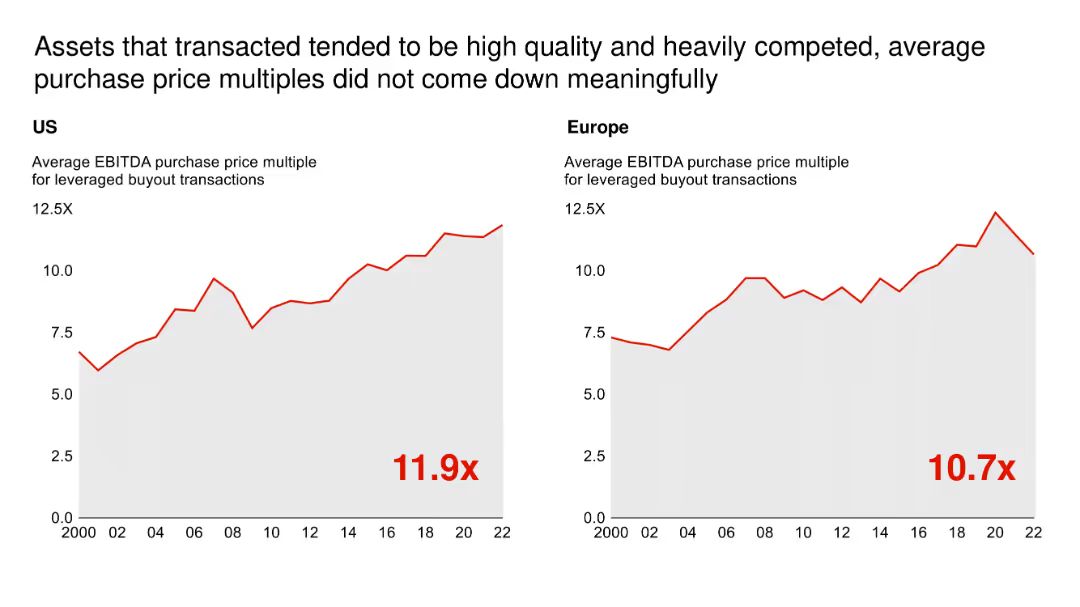 Assets that transacted tended to be high quality and heavily competed, average
purchase price multiples did not come down meaningfully
US
Average EBITDA purchase price multiple
for leveraged buyout transactions
12.5X
10.0
7.5
5.0
2.5
0.0
11.9x
2000 02 04 06 08 10 12 14 16 18 20 22
Europe
Average EBITDA purchase price multiple
for leveraged buyout transactions
12.5X
10.0
7.5
5.0
2.5
0.0
10.7x
2000 02 04 06 08 10 12 14 16 18 20 22